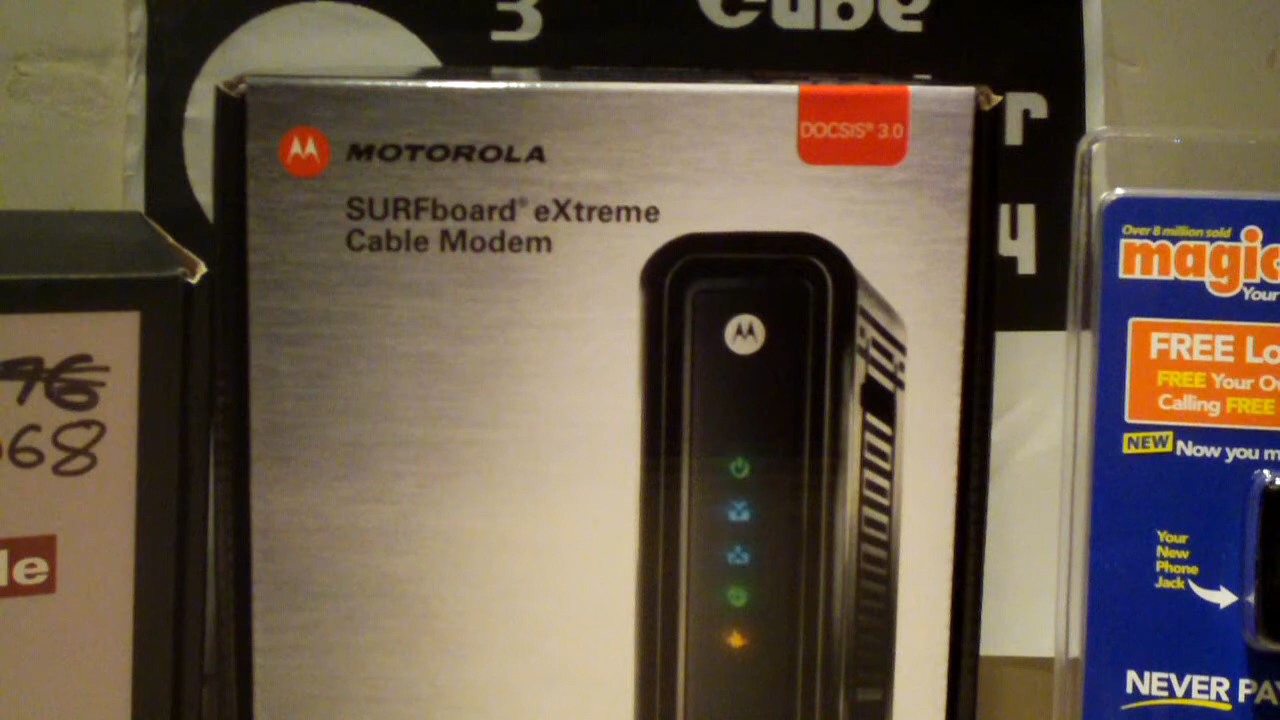 3 Cube
r
4
MOTOROLA
DOCSIS® 3.0
SURFboard® eXtreme
Cable Modem
68
le
Over 8 million sold
magic
Your
FREE Lo
FREE Your Ow
Calling FREE
NEW Now you m
Your
New
Phone
Jack
NEVER PA